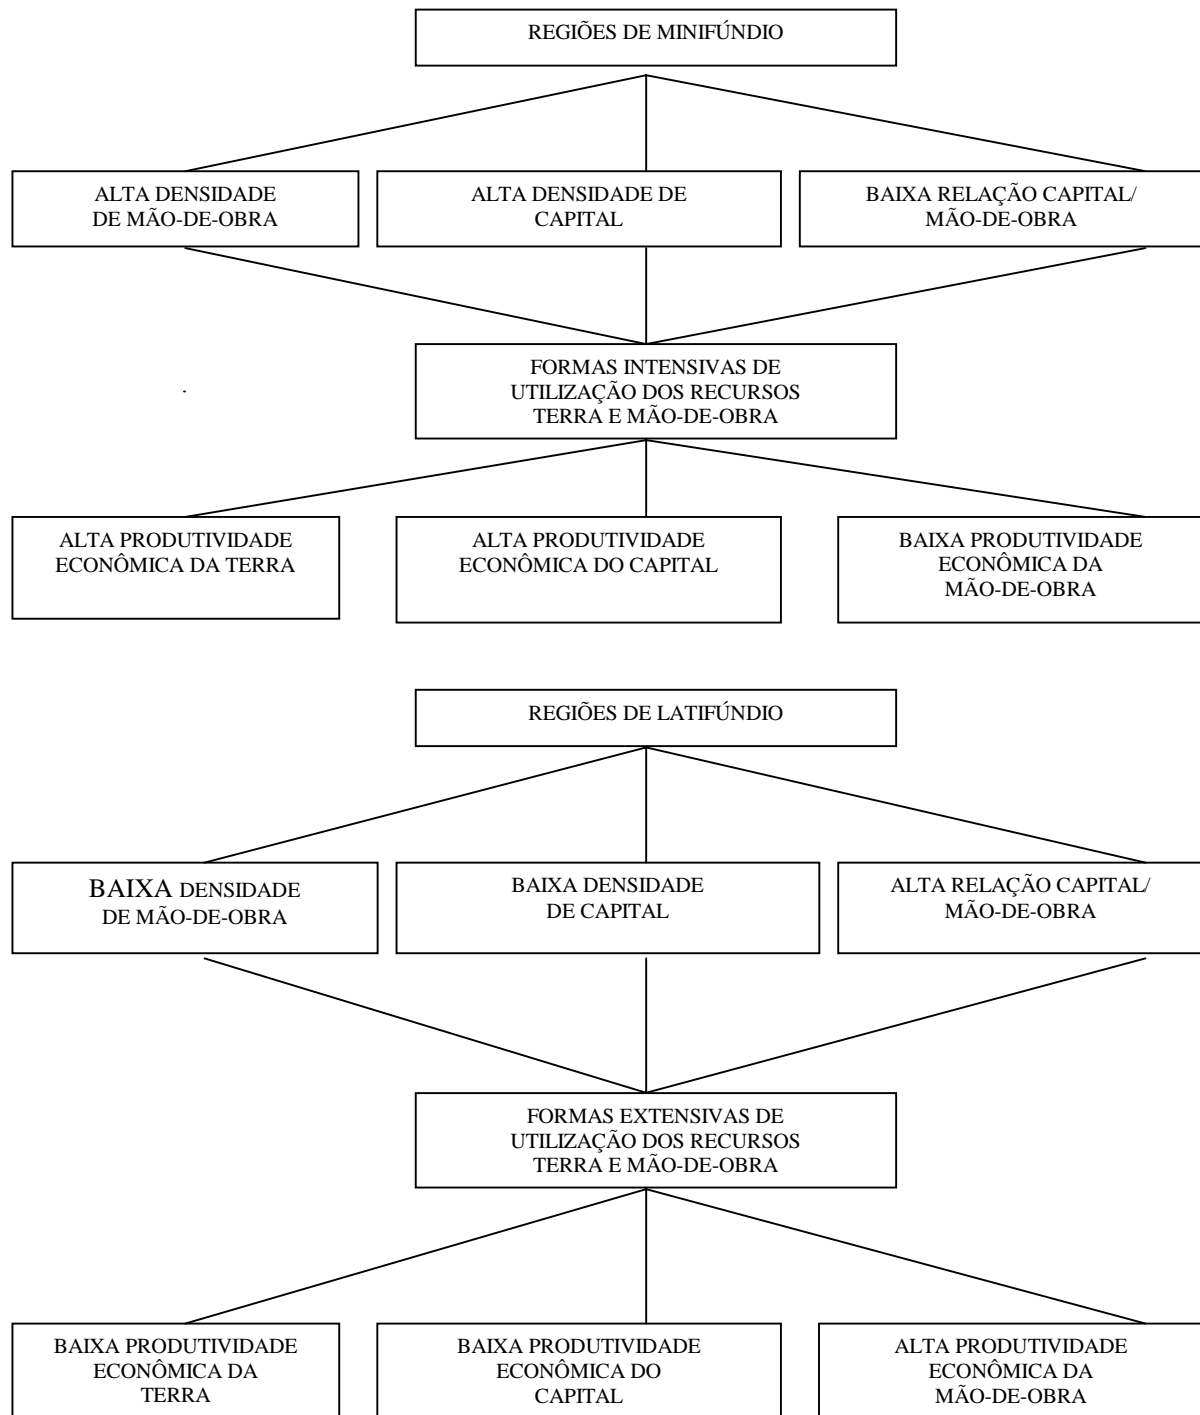 REGIÕES DE MINIFÚNDIO
ALTA DENSIDADE
DE MÃO-DE-OBRA
ALTA DENSIDADE DE
CAPITAL
BAIXA RELAÇÃO CAPITAL/
MÃO-DE-OBRA
FORMAS INTENSIVAS DE
UTILIZAÇÃO DOS RECURSOS
TERRA E MÃO-DE-OBRA
ALTA PRODUTIVIDADE
ECONÔMICA DA TERRA
ALTA PRODUTIVIDADE
ECONÔMICA DO CAPITAL
BAIXA PRODUTIVIDADE
ECONÔMICA DA
MÃO-DE-OBRA
REGIÕES DE LATIFÚNDIO
BAIXA DENSIDADE
DE MÃO-DE-OBRA
BAIXA DENSIDADE
DE CAPITAL
ALTA RELAÇÃO CAPITAL/
MÃO-DE-OBRA
FORMAS EXTENSIVAS DE
UTILIZAÇÃO DOS RECURSOS
TERRA E MÃO-DE-OBRA
BAIXA PRODUTIVIDADE
ECONÔMICA DA
TERRA
BAIXA PRODUTIVIDADE
ECONÔMICA DO
CAPITAL
ALTA PRODUTIVIDADE
ECONÔMICA DA
MÃO-DE-OBRA